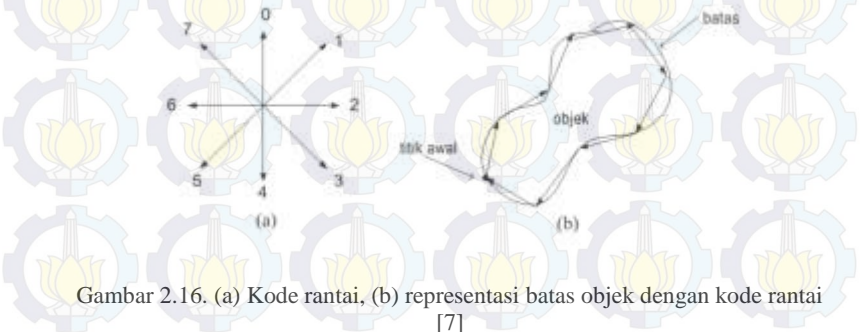 0
7
1
batas
6
2
objek
titik awal
5
3
4
(a)
(b)
Gambar 2.16. (a) Kode rantai, (b) representasi batas objek dengan kode rantai
[7]